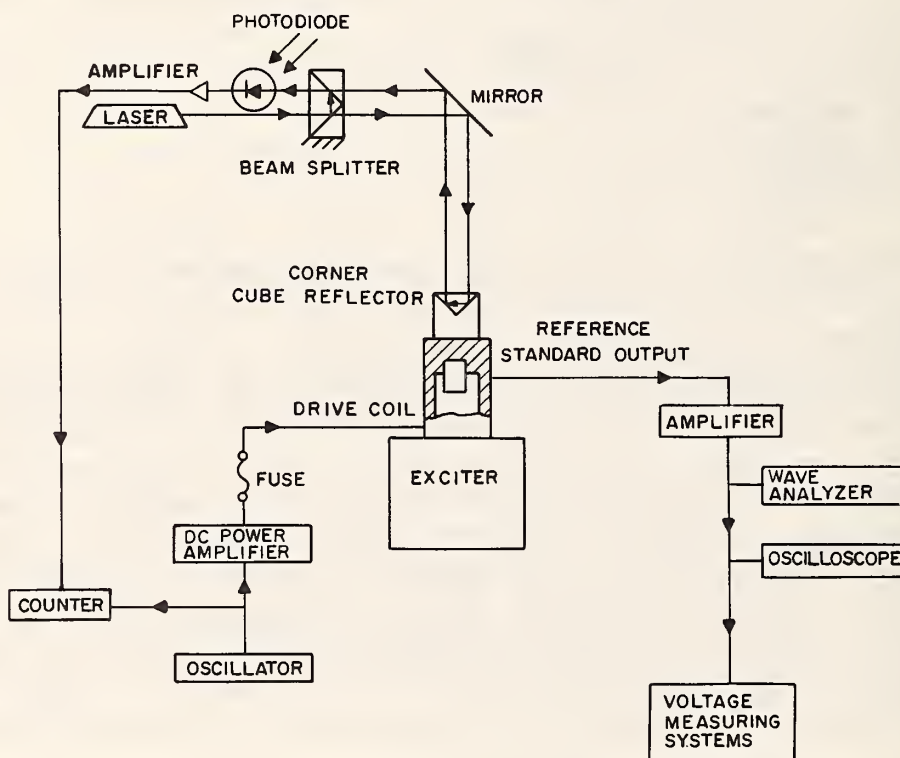 PHOTODIODE
AMPLIFIER
MIRROR
LASER
BEAM SPLITTER
CORNER
CUBE REFLECTOR
REFERENCE
STANDARD OUTPUT
DRIVE COIL
AMPLIFIER
FUSE
EXCITER
WAVE
ANALYZER
DC POWER
AMPLIFIER
OSCILLOSCOPE
COUNTER
OSCILLATOR
VOLTAGE
MEASURING
SYSTEMS